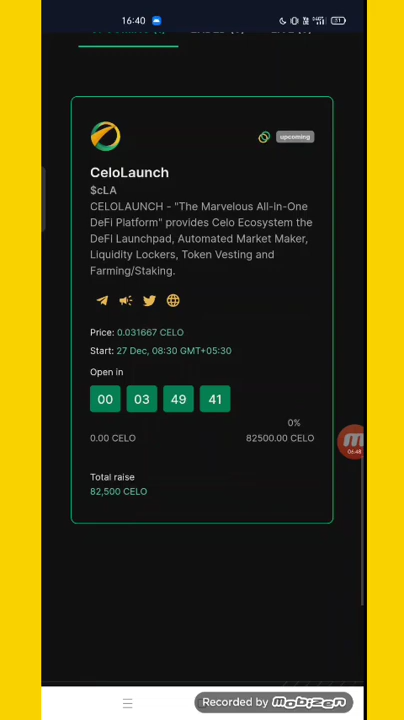 16:40
51
upcoming
CeloLaunch
$cLA
CELOLAUNCH - "The Marvelous All-in-One
DeFi Platform" provides Celo Ecosystem the
DeFi Launchpad, Automated Market Maker,
Liquidity Lockers, Token Vesting and
Farming/Staking.
Price: 0.031667 CELO
Start: 27 Dec, 08:30 GMT+05:30
Open in
00 03 49 41
0%
0.00 CELO 82500.00 CELO
06:48
Total raise
82,500 CELO
Recorded by mobizen